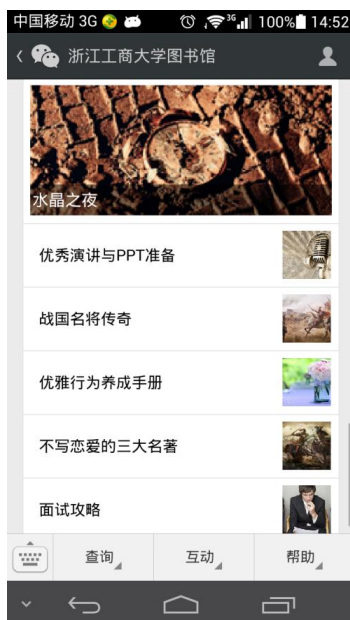 中国移动 3G 3G 100% 14:52
浙江工商大学图书馆
水晶之夜
优秀演讲与PPT准备
战国名将传奇
优雅行为养成手册
不写恋爱的三大名著
面试攻略
查询 互动 帮助